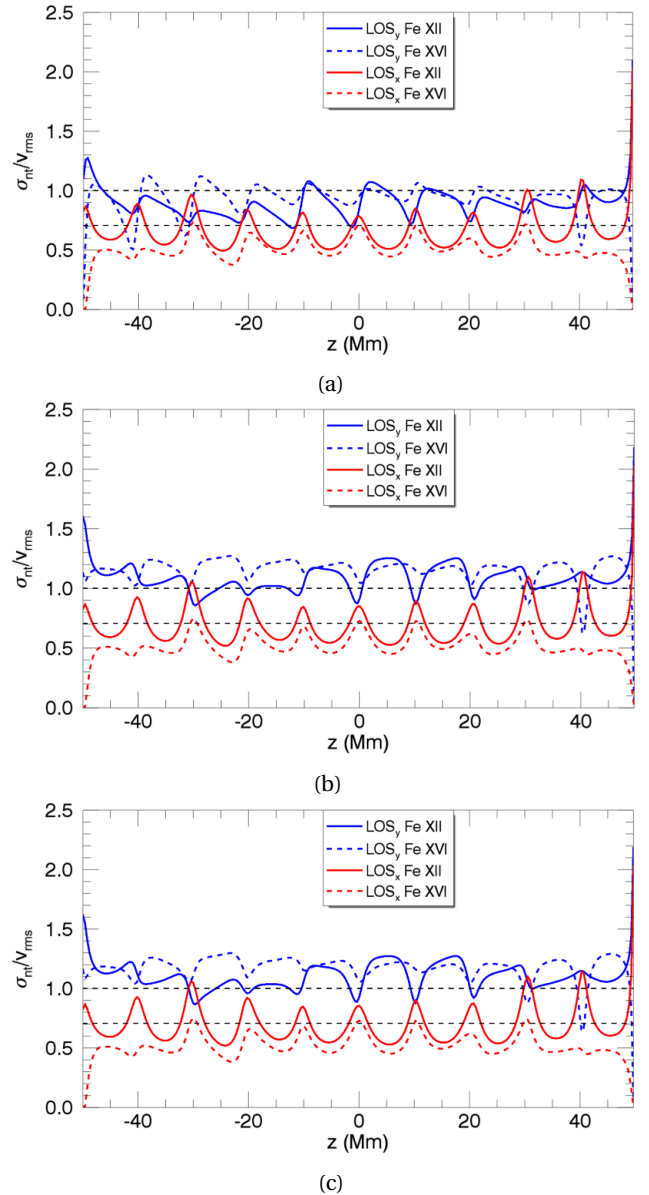 2.5
2.0
1.5
1.0
0.5
0.0
σnt/vrms
LOSy Fe XII
LOSy Fe XVI
LOSx Fe XII
LOSx Fe XVI
-40 -20 0 20 40
z (Mm)
(a)
2.5
2.0
1.5
1.0
0.5
0.0
σnt/vrms
LOSy Fe XII
LOSy Fe XVI
LOSx Fe XII
LOSx Fe XVI
-40 -20 0 20 40
z (Mm)
(b)
2.5
2.0
1.5
1.0
0.5
0.0
σnt/vrms
LOSy Fe XII
LOSy Fe XVI
LOSx Fe XII
LOSx Fe XVI
-40 -20 0 20 40
z (Mm)
(c)